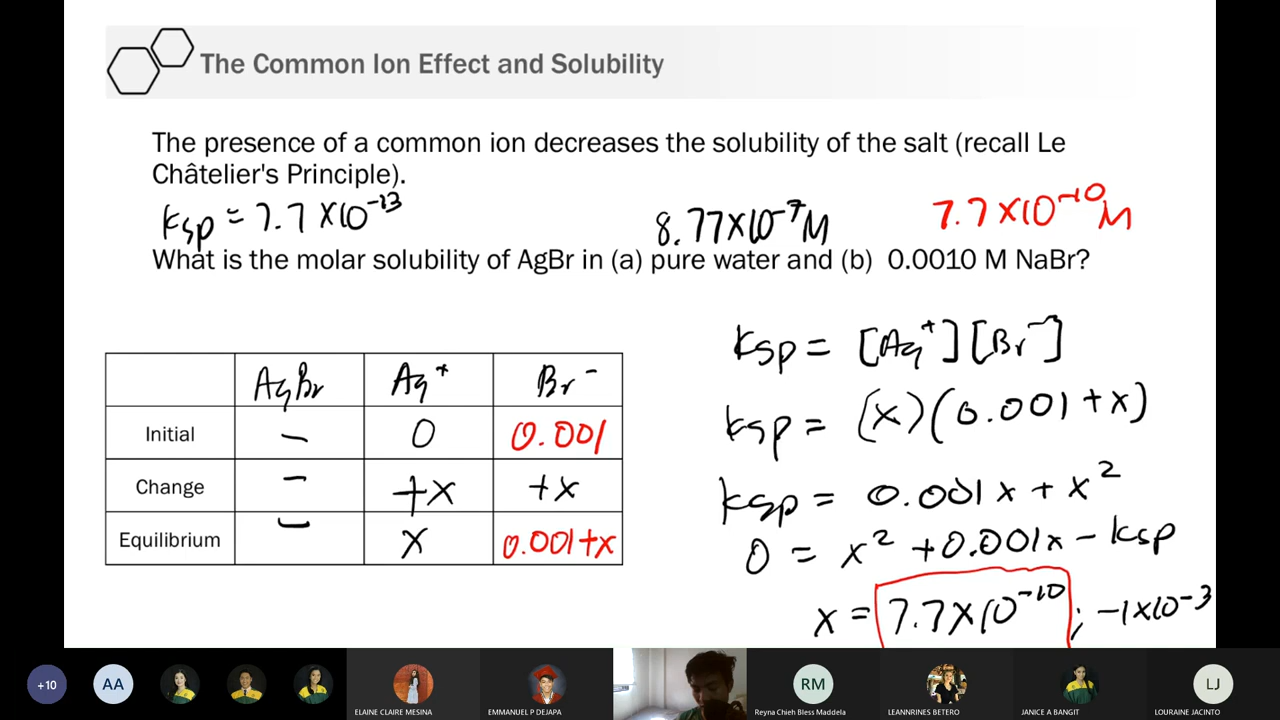 The Common Ion Effect and Solubility
The presence of a common ion decreases the solubility of the salt (recall Le
Châtelier's Principle).
Ksp = 7.7 X10⁻¹³
8.77X10⁻⁷M
7.7X10⁻¹⁰M
What is the molar solubility of AgBr in (a) pure water and (b) 0.0010 M NaBr?
AgBr Ag⁺ Br⁻
Initial – 0 0.001
Change – +x +x
Equilibrium – x 0.001+x
Ksp = [Ag⁺][Br⁻]
Ksp = (x)(0.001+x)
Ksp = 0.001x + x²
0 = x² +0.001x – Ksp
x = 7.7X10⁻¹⁰ ; –1X10⁻³
+10 AA RM LJ
ELAINE CLAIRE MESINA
EMMANUEL P DEJAPA
Reyna Chieh Bless Maddela
LEANNRINES BETERO
JANICE A BANGIT
LOURAINE JACINTO